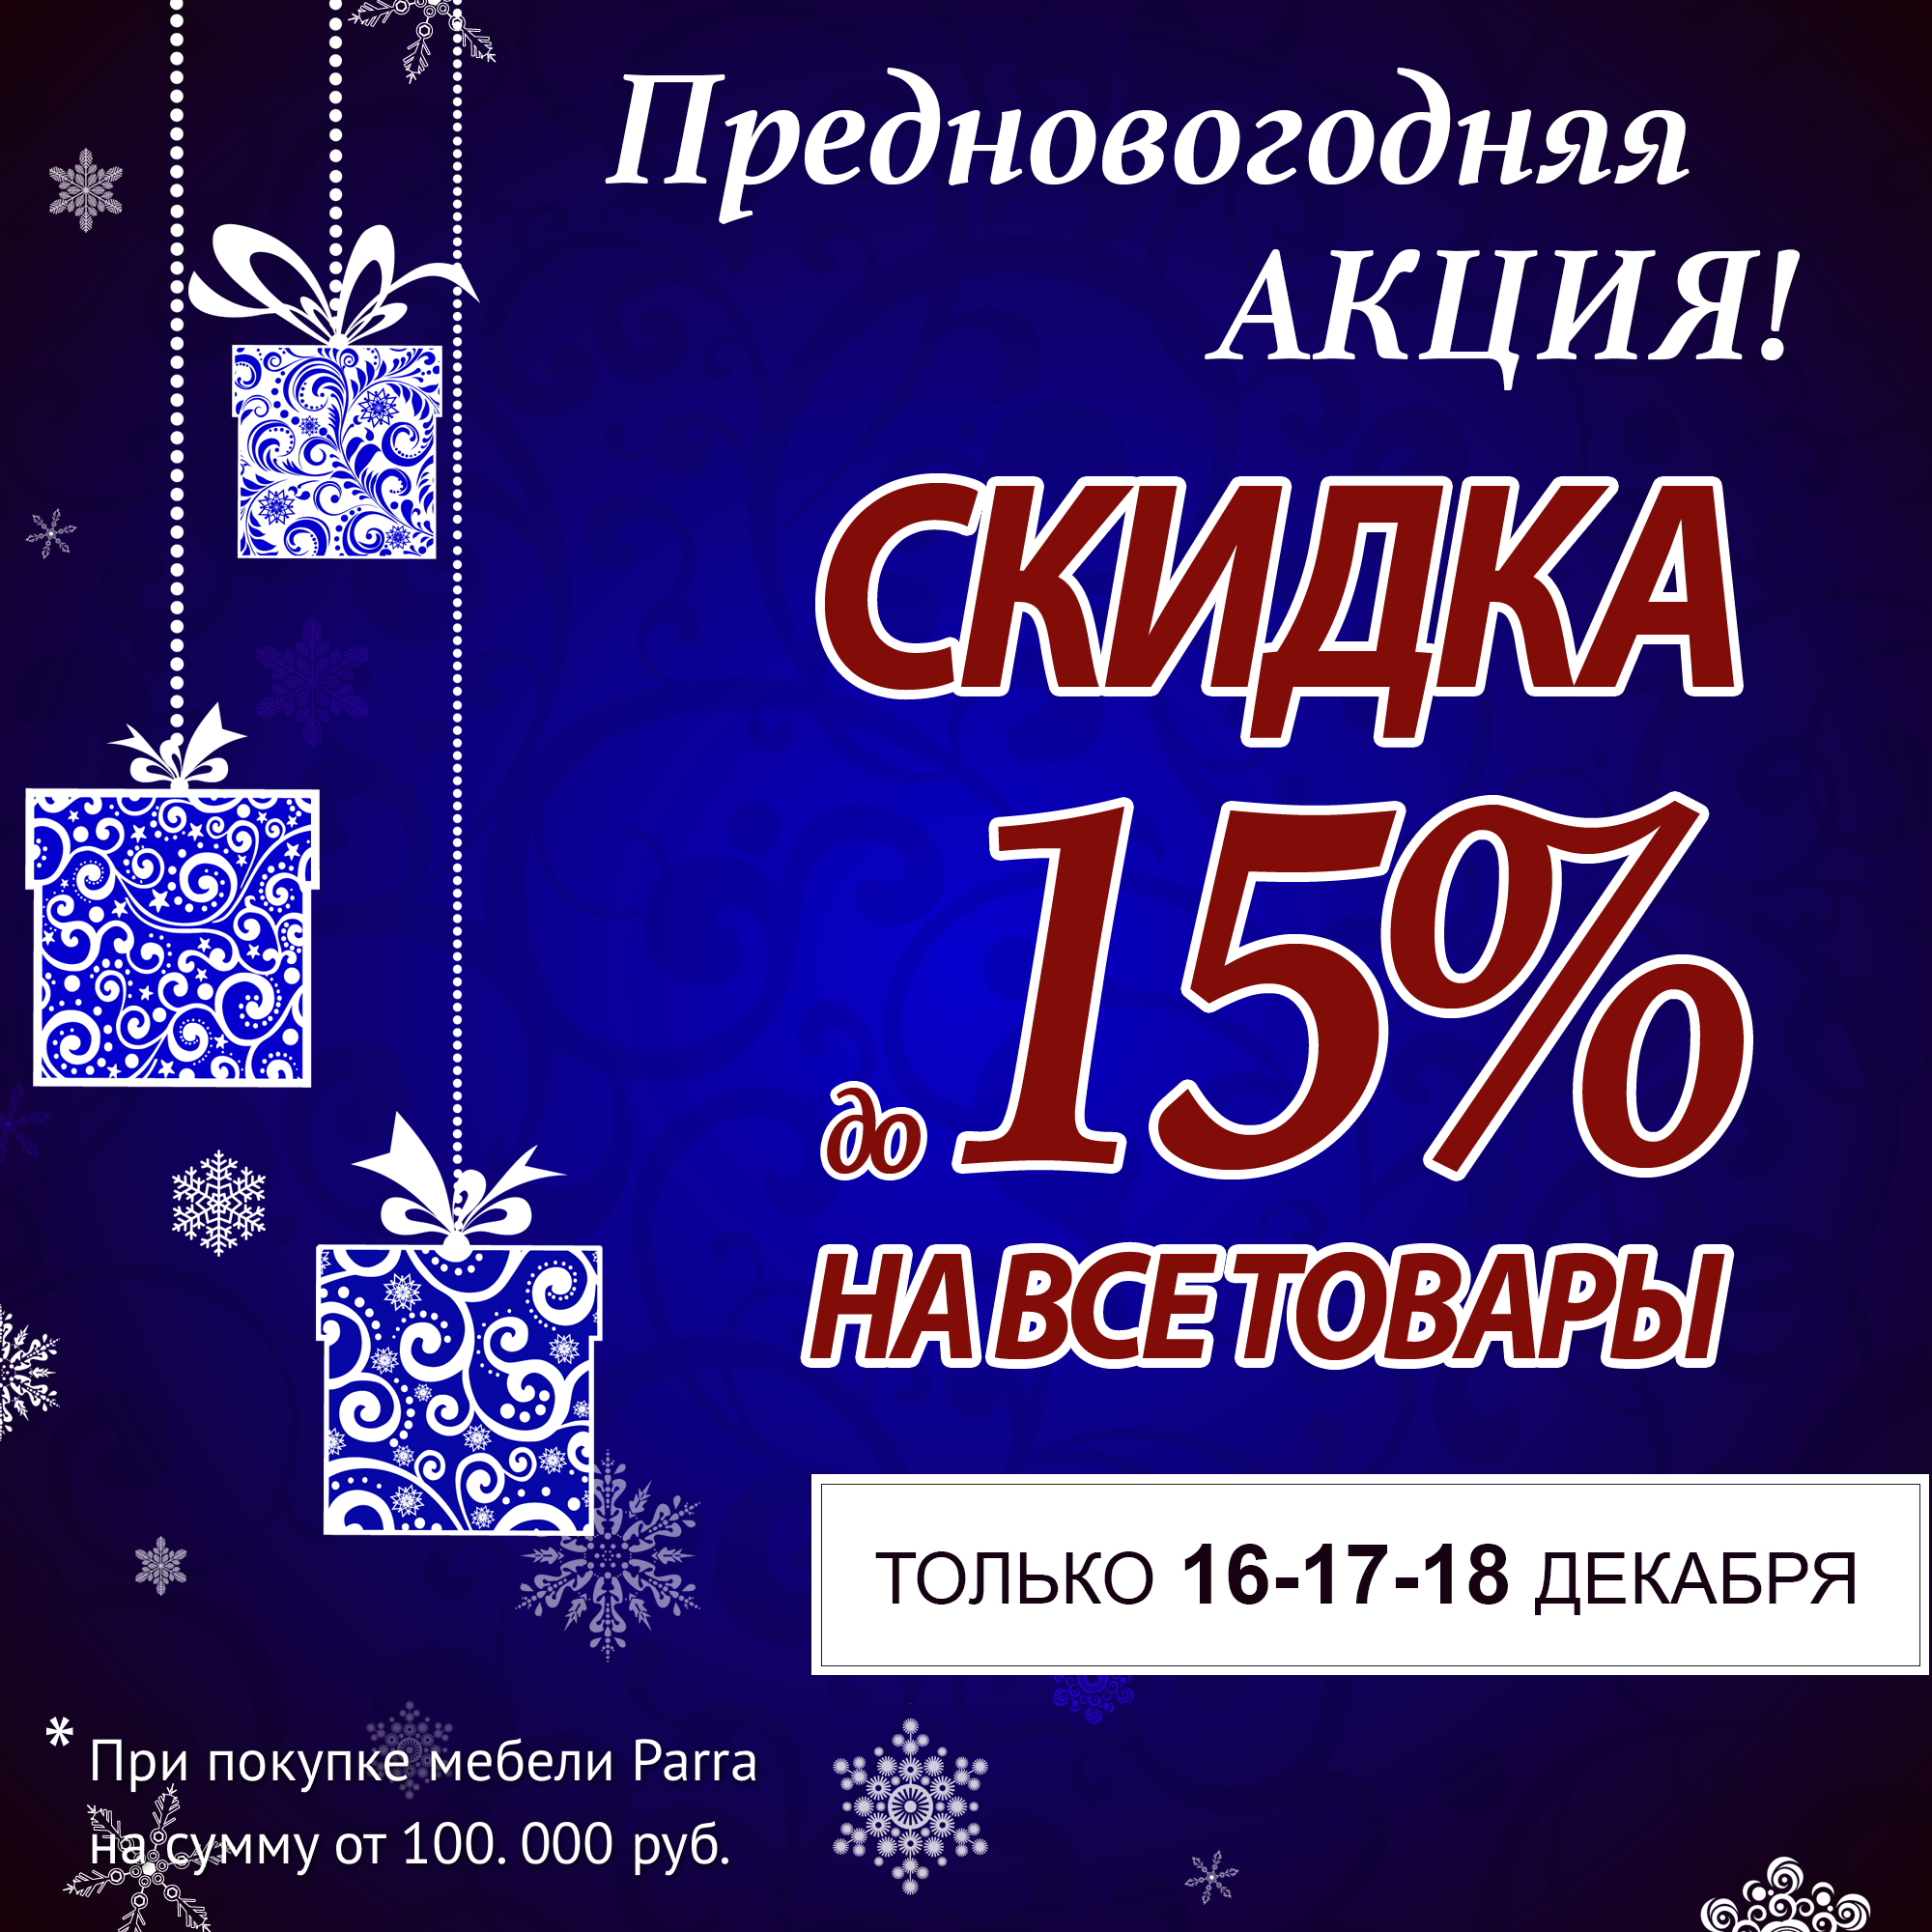 Предновогодняя
АКЦИЯ!
СКИДКА
до 15%
НА ВСЕ ТОВАРЫ
ТОЛЬКО 16-17-18 ДЕКАБРЯ
* При покупке мебели Parra
на сумму от 100. 000 руб.